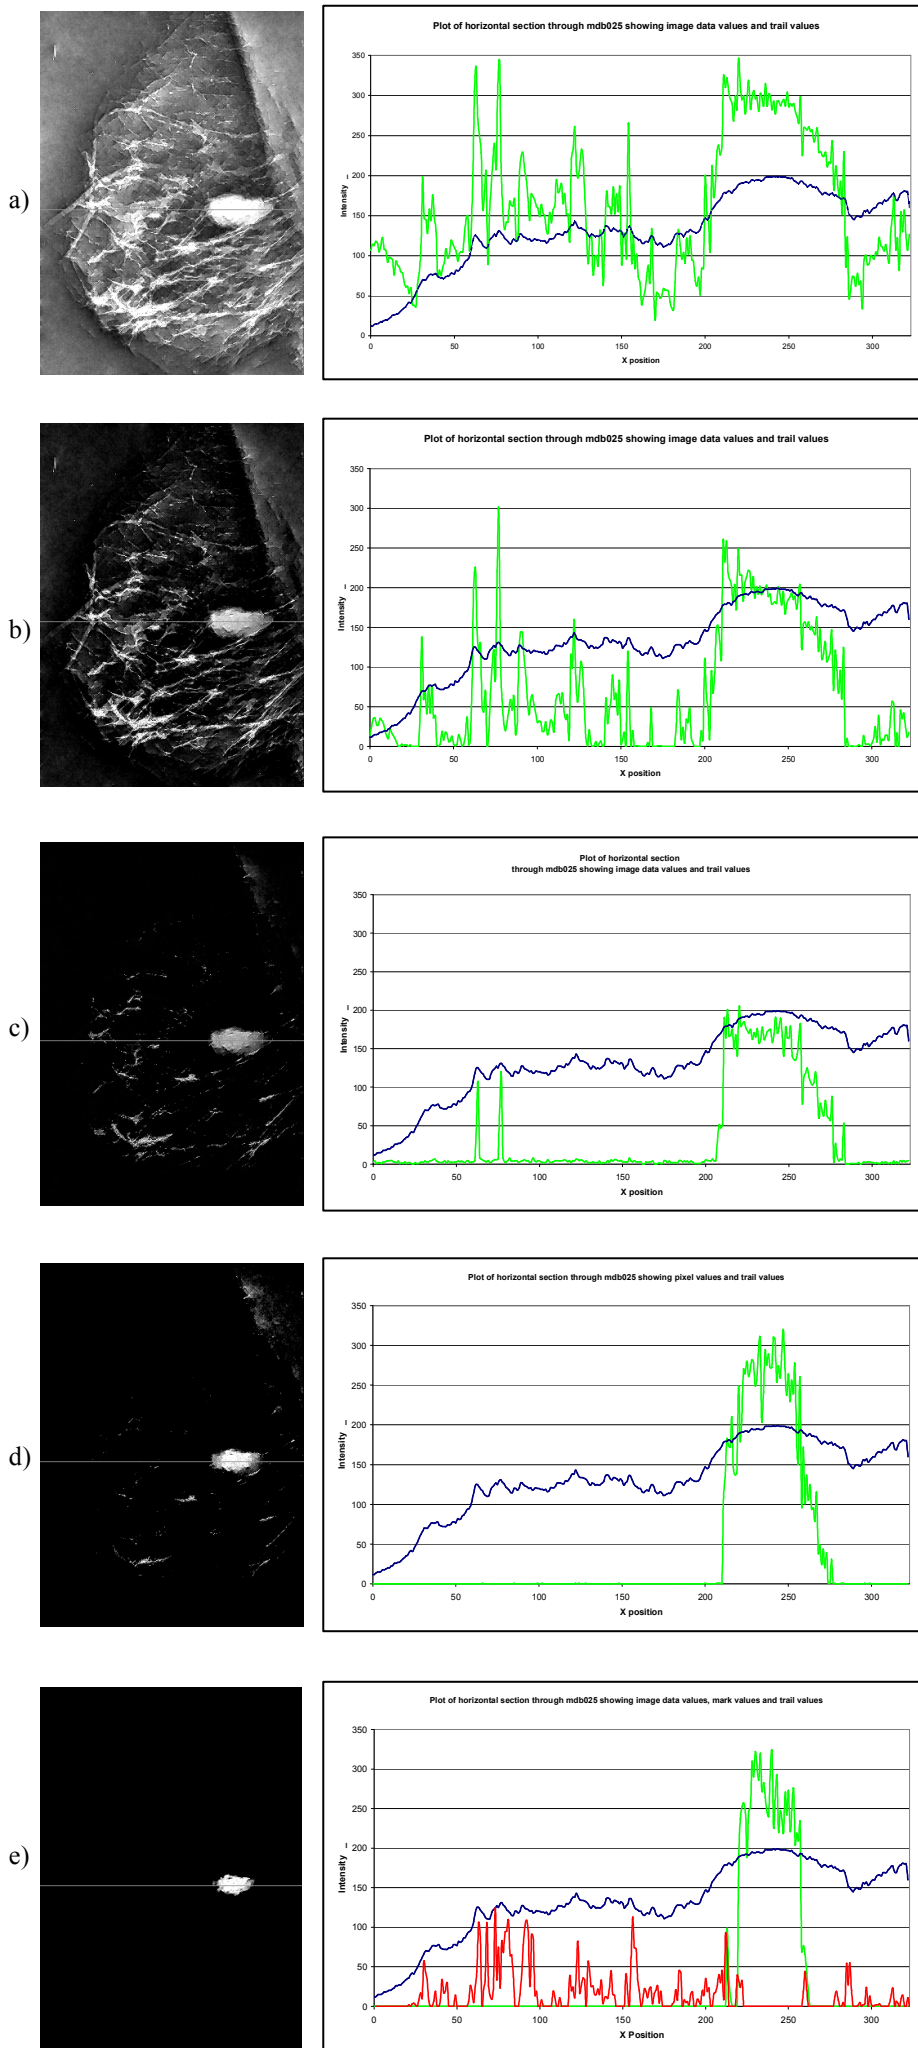 a)
Plot of horizontal section through mdb025 showing image data values and trail values
350
300
250
200
150
100
50
0
Intensity _
0 50 100 150 200 250 300
X position
b)
Plot of horizontal section through mdb025 showing image data values and trail values
350
300
250
200
150
100
50
0
Intensity _
0 50 100 150 200 250 300
X position
c)
Plot of horizontal section
through mdb025 showing image data values and trail values
350
300
250
200
150
100
50
0
Intensity _
0 50 100 150 200 250 300
X position
d)
Plot of horizontal section through mdb025 showing pixel values and trail values
350
300
250
200
150
100
50
0
Intensity _
0 50 100 150 200 250 300
X position
e)
Plot of horizontal section through mdb025 showing image data values, mark values and trail values
350
300
250
200
150
100
50
0
Intensity _
0 50 100 150 200 250 300
X Position